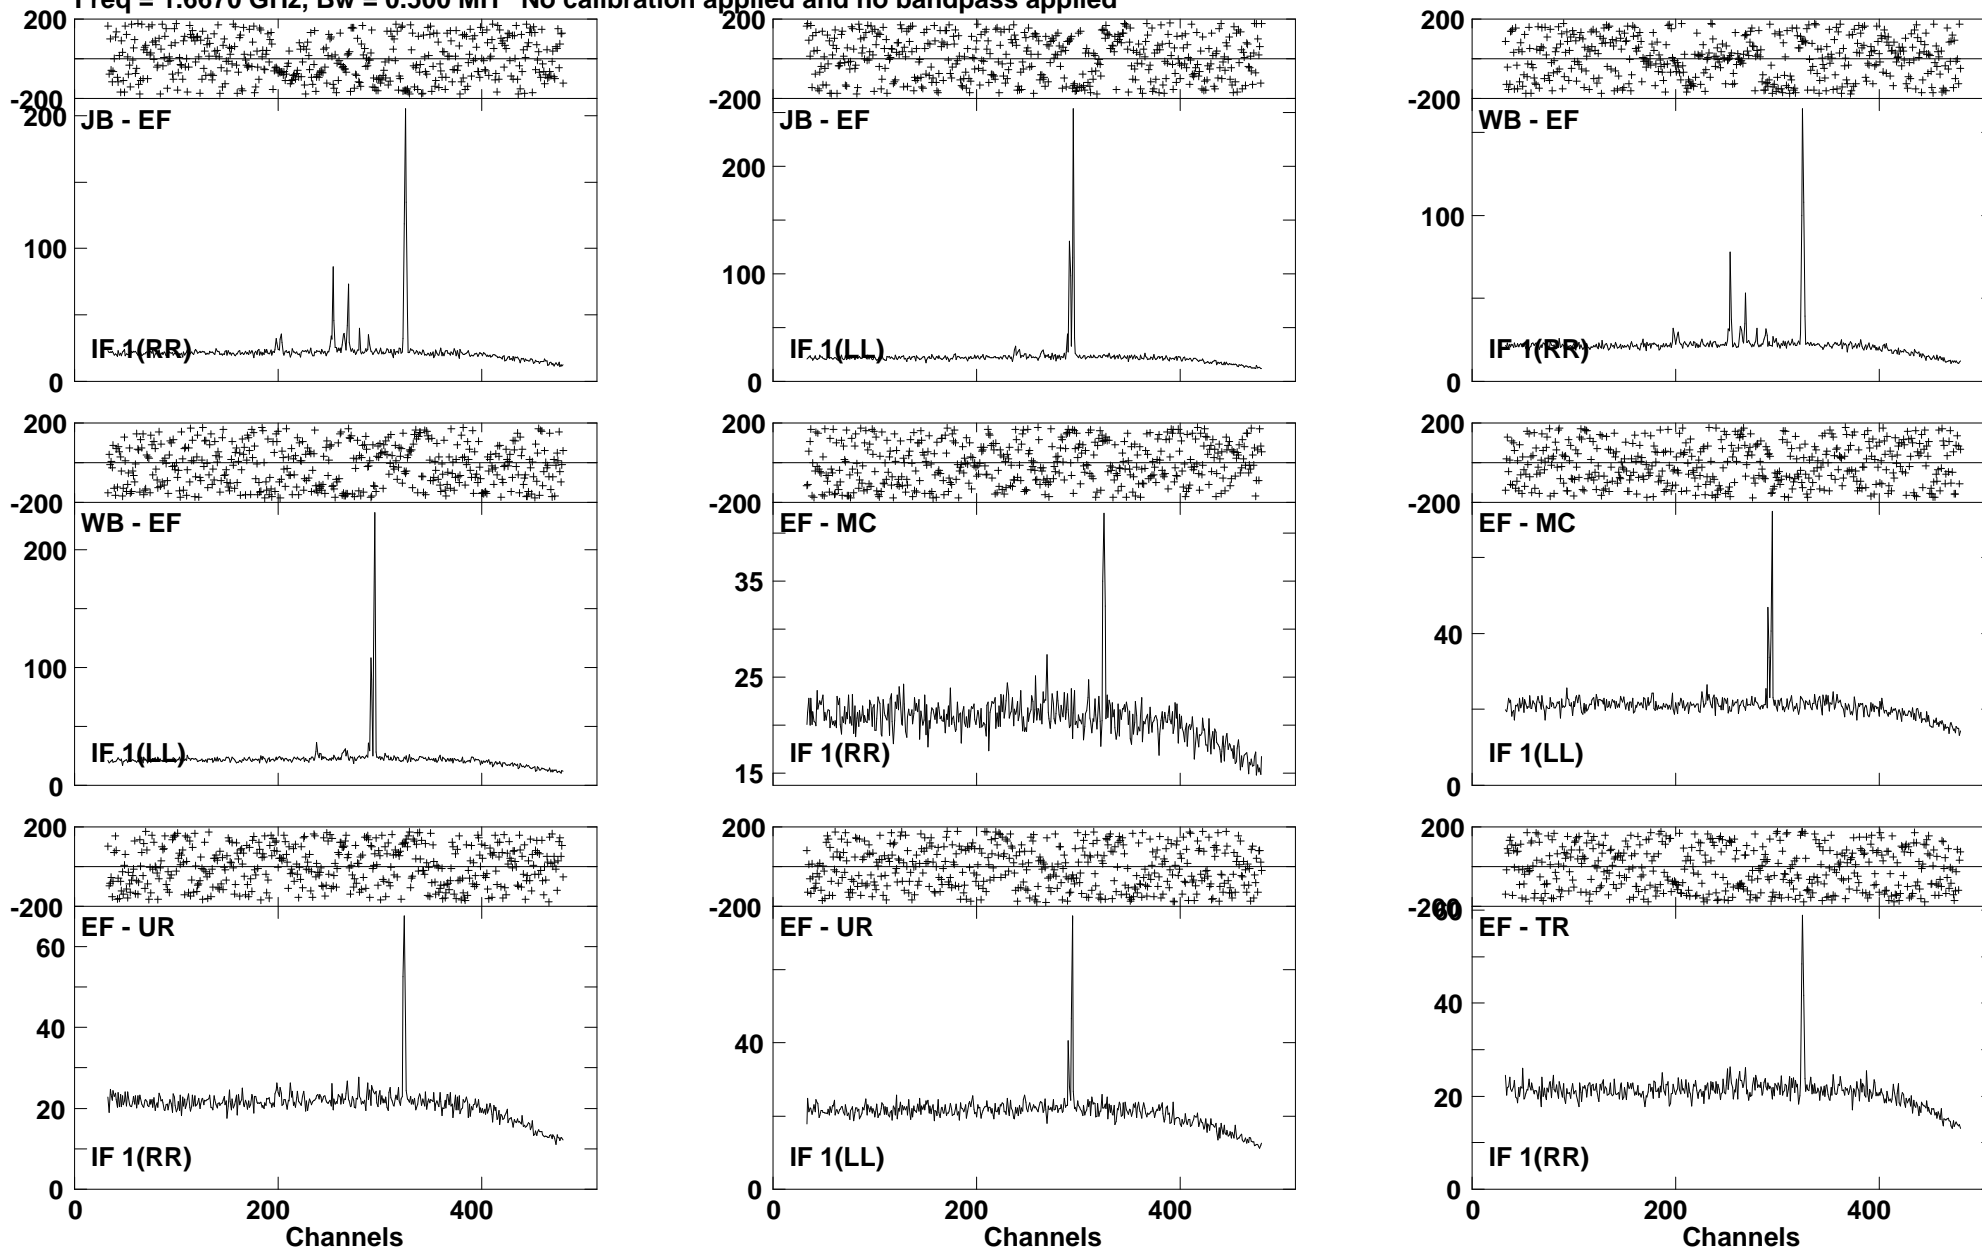 Freq = 1.6670 GHz, Bw = 0.500 MH No calibration applied and no bandpass applied
200 200 200
-200 -200
200 JB - EF JB - EF WB - EF
200
100 100 100
IF 1(RR) IF 1(LL) IF 1(RR)
0 0 0
200 200 200
-200 -200 -200
WB - EF EF - MC EF - MC
200 35
100 25 40
IF 1(LL) IF 1(RR) IF 1(LL)
0 15 0
200 200 200
-200 -200 -200
60
EF - UR EF - UR EF - TR
60
40 40 40
20 20
IF 1(RR) IF 1(LL) IF 1(RR)
0 0
0 200 400 0 200 400 200 400
Channels Channels Channels